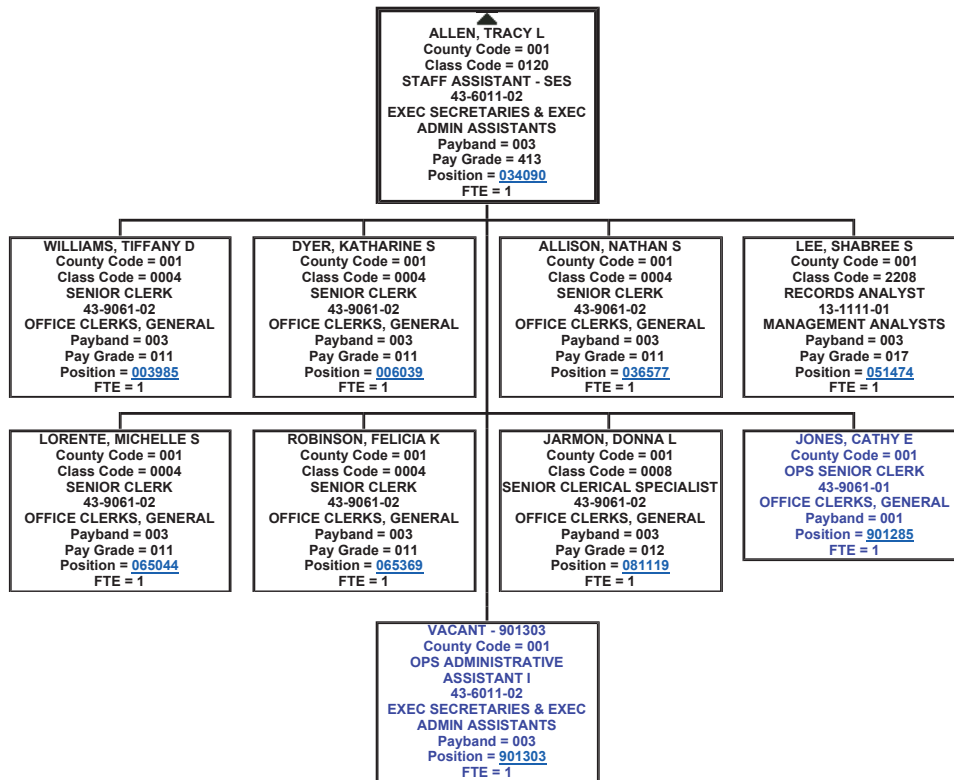 ALLEN, TRACY L
County Code = 001
Class Code = 0120
STAFF ASSISTANT - SES
43-6011-02
EXEC SECRETARIES & EXEC
ADMIN ASSISTANTS
Payband = 003
Pay Grade = 413
Position = 034090
FTE = 1
WILLIAMS, TIFFANY D
County Code = 001
Class Code = 0004
SENIOR CLERK
43-9061-02
OFFICE CLERKS, GENERAL
Payband = 003
Pay Grade = 011
Position = 003985
FTE = 1
DYER, KATHARINE S
County Code = 001
Class Code = 0004
SENIOR CLERK
43-9061-02
OFFICE CLERKS, GENERAL
Payband = 003
Pay Grade = 011
Position = 006039
FTE = 1
ALLISON, NATHAN S
County Code = 001
Class Code = 0004
SENIOR CLERK
43-9061-02
OFFICE CLERKS, GENERAL
Payband = 003
Pay Grade = 011
Position = 036577
FTE = 1
LEE, SHABREE S
County Code = 001
Class Code = 2208
RECORDS ANALYST
13-1111-01
MANAGEMENT ANALYSTS
Payband = 003
Pay Grade = 017
Position = 051474
FTE = 1
LORENTE, MICHELLE S
County Code = 001
Class Code = 0004
SENIOR CLERK
43-9061-02
OFFICE CLERKS, GENERAL
Payband = 003
Pay Grade = 011
Position = 065044
FTE = 1
ROBINSON, FELICIA K
County Code = 001
Class Code = 0004
SENIOR CLERK
43-9061-02
OFFICE CLERKS, GENERAL
Payband = 003
Pay Grade = 011
Position = 065369
FTE = 1
JARMON, DONNA L
County Code = 001
Class Code = 0008
SENIOR CLERICAL SPECIALIST
43-9061-02
OFFICE CLERKS, GENERAL
Payband = 003
Pay Grade = 012
Position = 081119
FTE = 1
JONES, CATHY E
County Code = 001
OPS SENIOR CLERK
43-9061-01
OFFICE CLERKS, GENERAL
Payband = 001
Position = 901285
FTE = 1
VACANT - 901303
County Code = 001
OPS ADMINISTRATIVE
ASSISTANT I
43-6011-02
EXEC SECRETARIES & EXEC
ADMIN ASSISTANTS
Payband = 003
Position = 901303
FTE = 1